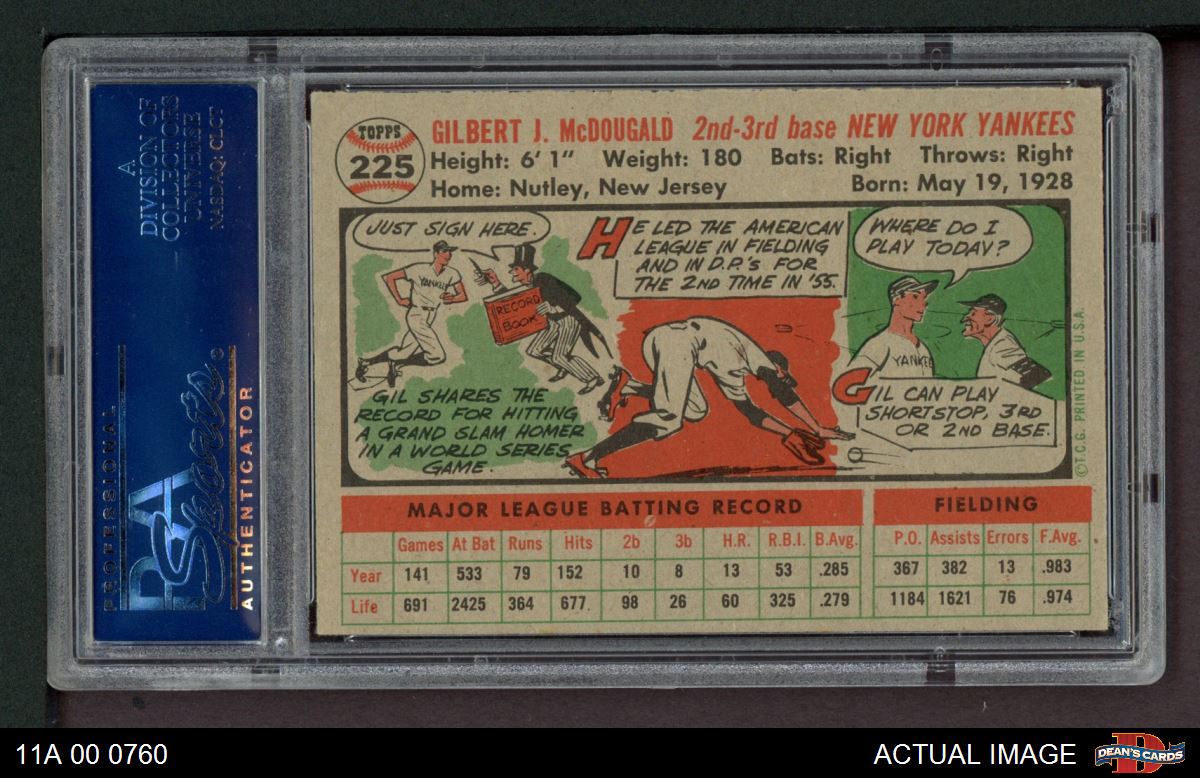 A
DIVISION OF
COLLECTORS
UNIVERSE
NASDAQ: CLCT
PROFESSIONAL
PSA
Sports
AUTHENTICATOR
TOPPS
225
GILBERT J. McDOUGALD 2nd-3rd base NEW YORK YANKEES
Height: 6' 1" Weight: 180 Bats: Right Throws: Right
Home: Nutley, New Jersey Born: May 19, 1928
JUST SIGN HERE.
YANKEE
RECORD
BOOK
GIL SHARES THE
RECORD FOR HITTING
A GRAND SLAM HOMER
IN A WORLD SERIES
GAME.
HE LED THE AMERICAN
LEAGUE IN FIELDING
AND IN D.P.'s FOR
THE 2ND TIME IN '55.
WHERE DO I
PLAY TODAY?
YANKEE
GIL CAN PLAY
SHORTSTOP, 3RD
OR 2ND BASE.
©T.C.G. PRINTED IN U.S.A.
MAJOR LEAGUE BATTING RECORD FIELDING
Games At Bat Runs Hits 2b 3b H.R. R.B.I. B.Avg. P.O. Assists Errors F.Avg.
Year 141 533 79 152 10 8 13 53 .285 367 382 13 .983
Life 691 2425 364 677 98 26 60 325 .279 1184 1621 76 .974
11A 00 0760
ACTUAL IMAGE
D
DEAN'S CARDS